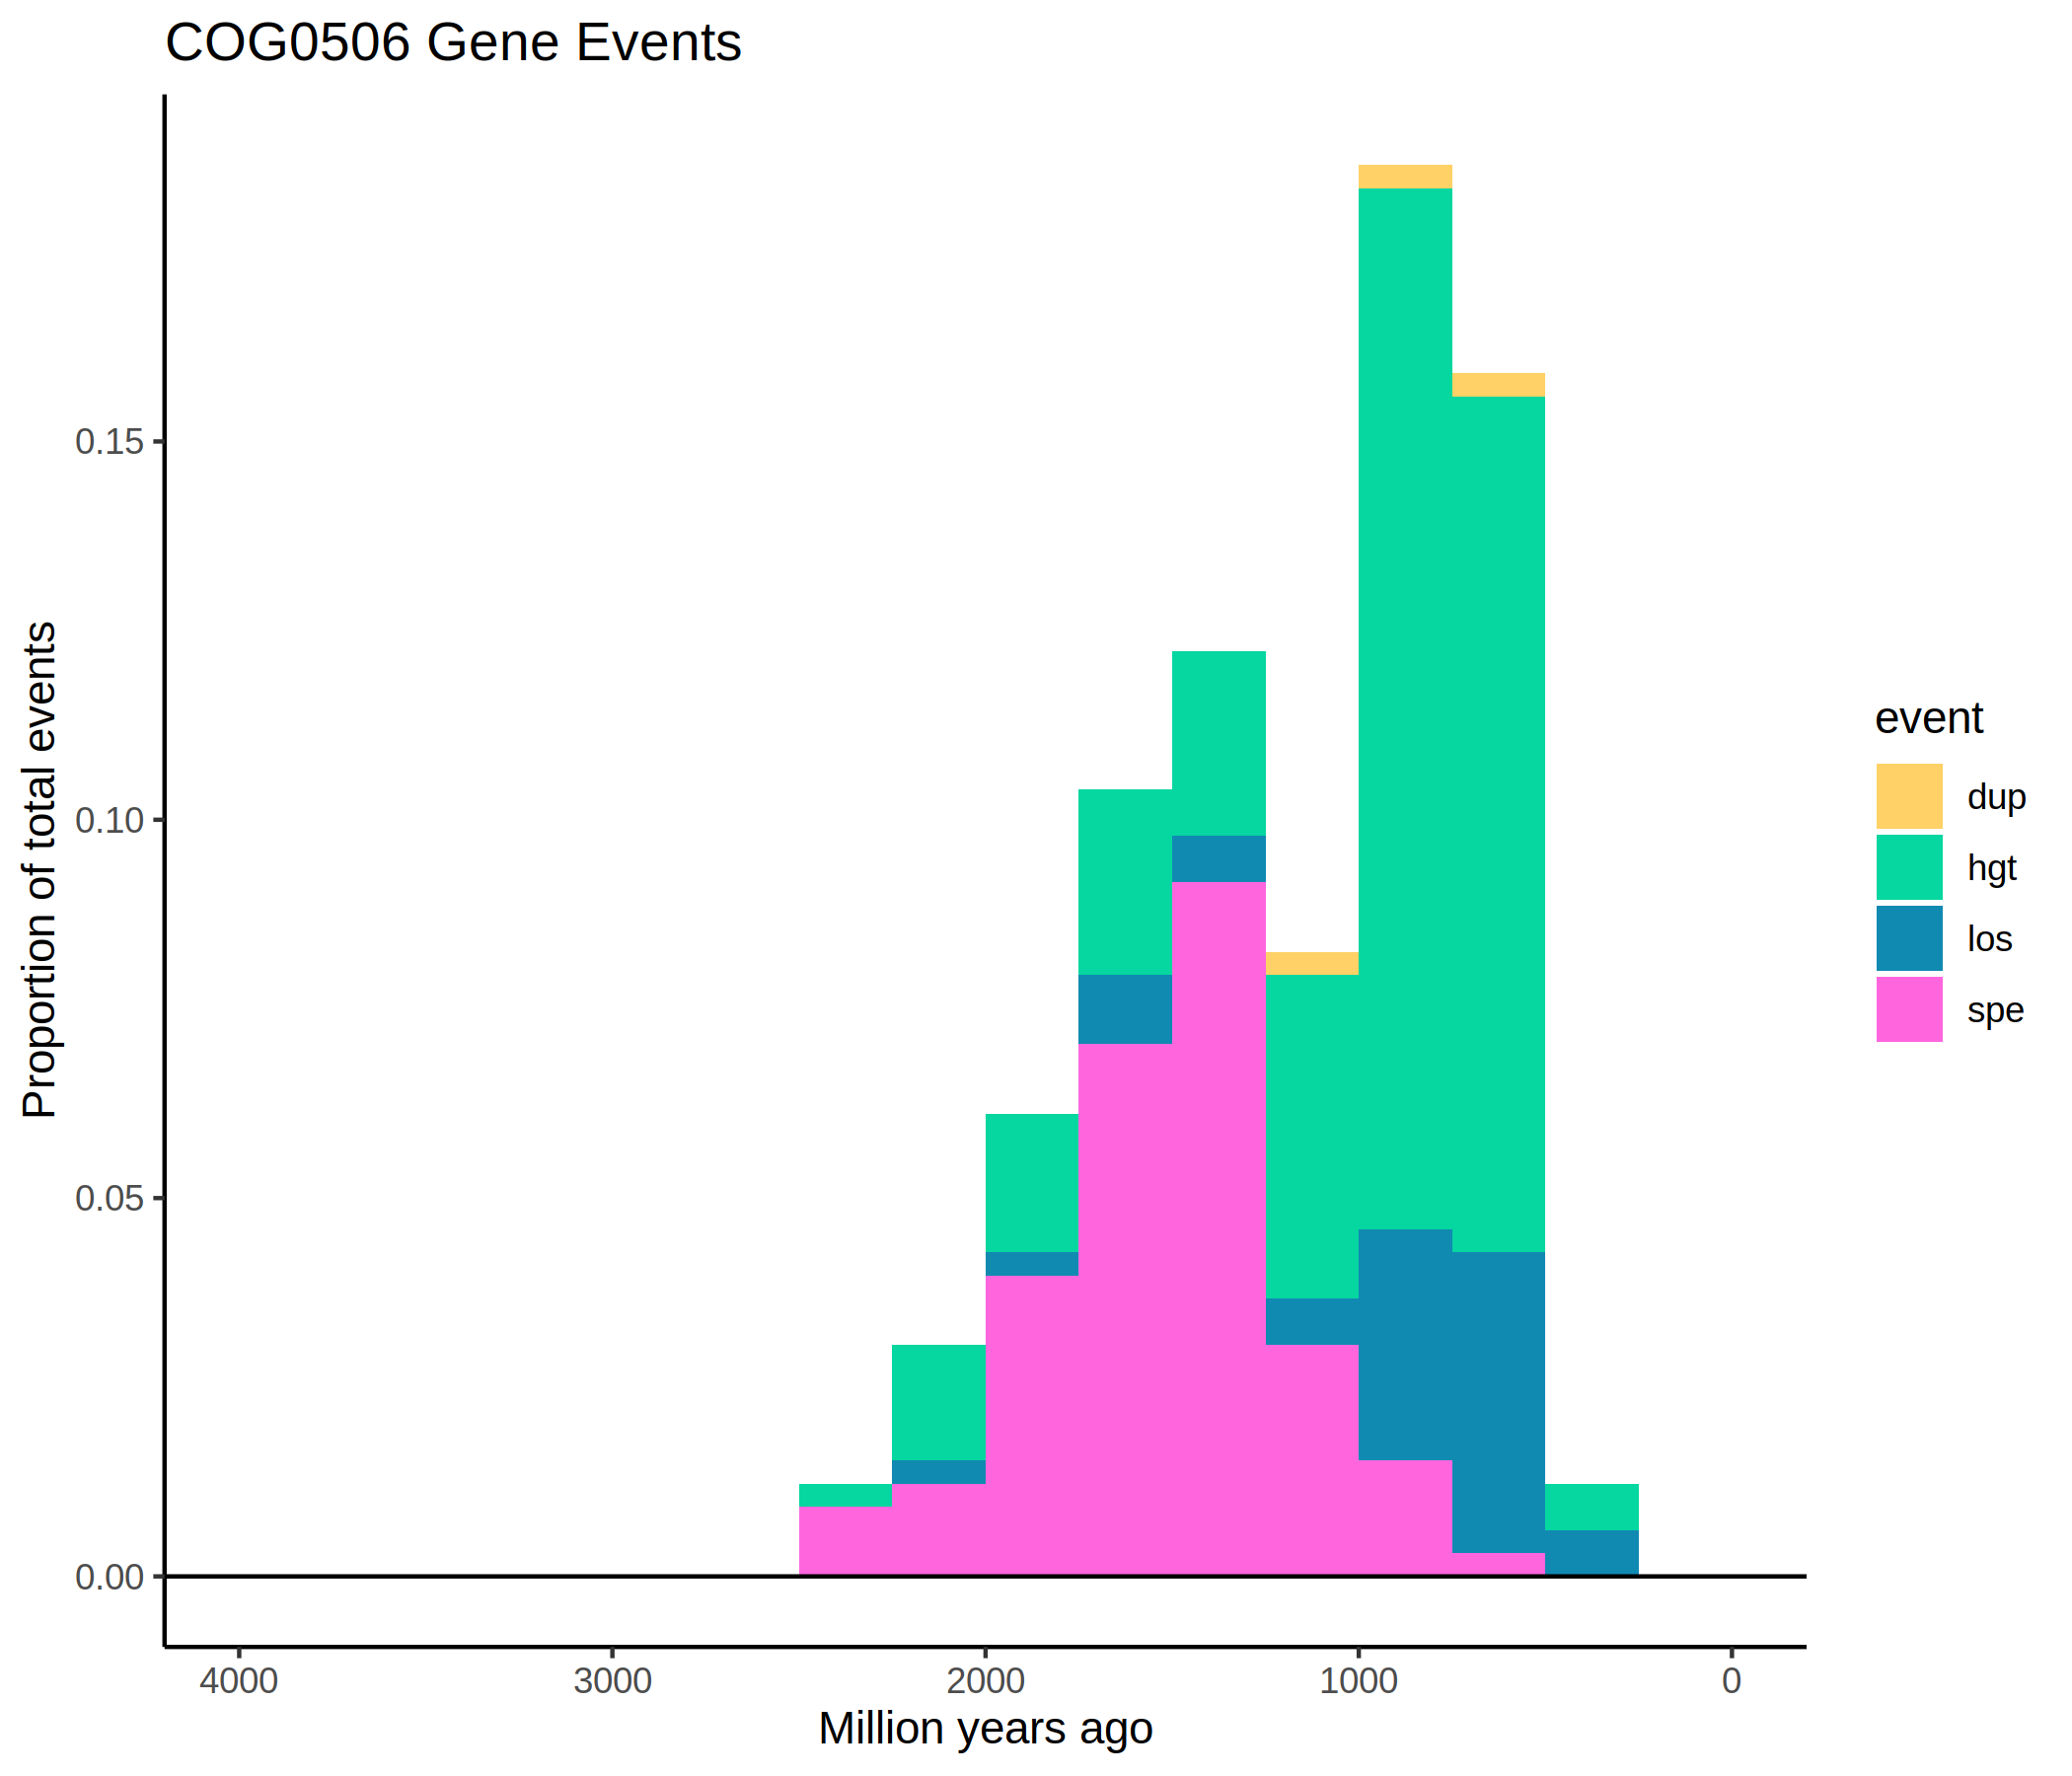 COG0506 Gene Events
Proportion of total events
0.15
0.10
0.05
0.00
4000 3000 2000 1000 0
Million years ago
event
dup
hgt
los
spe